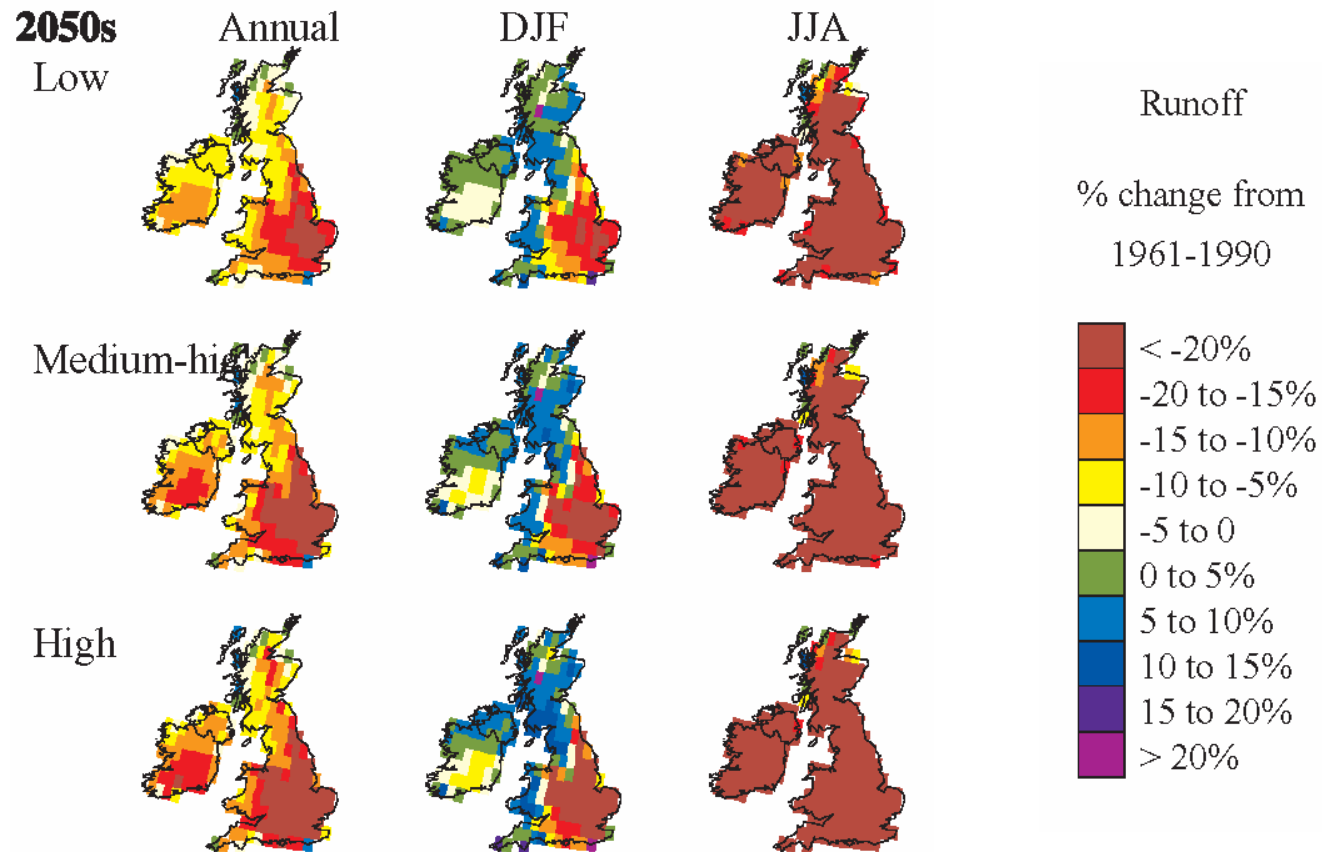 2050s Annual DJF JJA
Low
Medium-high
High
Runoff
% change from
1961-1990
< -20%
-20 to -15%
-15 to -10%
-10 to -5%
-5 to 0
0 to 5%
5 to 10%
10 to 15%
15 to 20%
> 20%